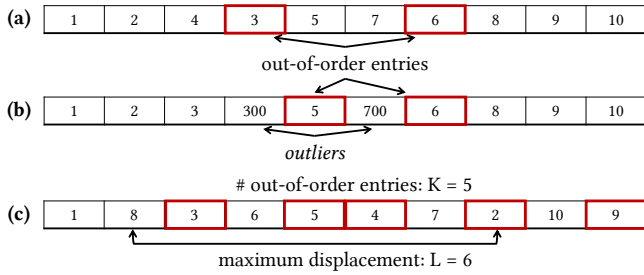 (a) 1 2 4 3 5 7 6 8 9 10
out-of-order entries
(b) 1 2 3 300 5 700 6 8 9 10
outliers
# out-of-order entries: K = 5
(c) 1 8 3 6 5 4 7 2 10 9
maximum displacement: L = 6